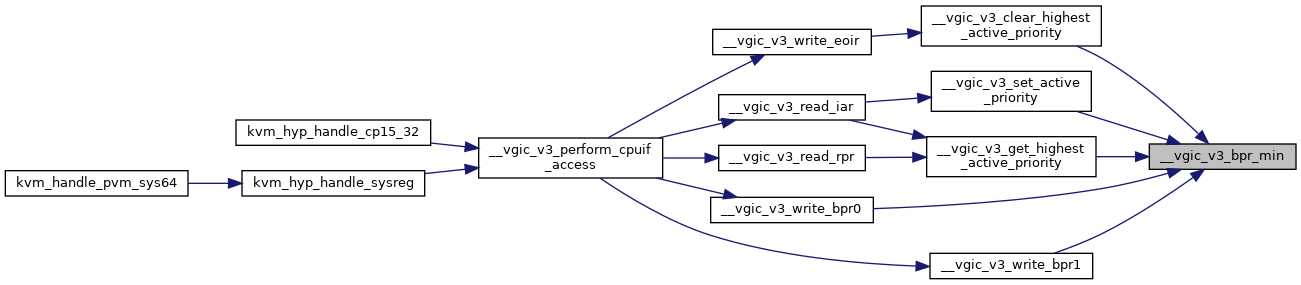 __vgic_v3_clear_highest
_active_priority
__vgic_v3_write_eoir
__vgic_v3_set_active
_priority
__vgic_v3_read_iar
kvm_hyp_handle_cp15_32
__vgic_v3_perform_cpuif
_access
__vgic_v3_read_rpr
__vgic_v3_get_highest
_active_priority
__vgic_v3_bpr_min
kvm_handle_pvm_sys64
kvm_hyp_handle_sysreg
__vgic_v3_write_bpr0
__vgic_v3_write_bpr1